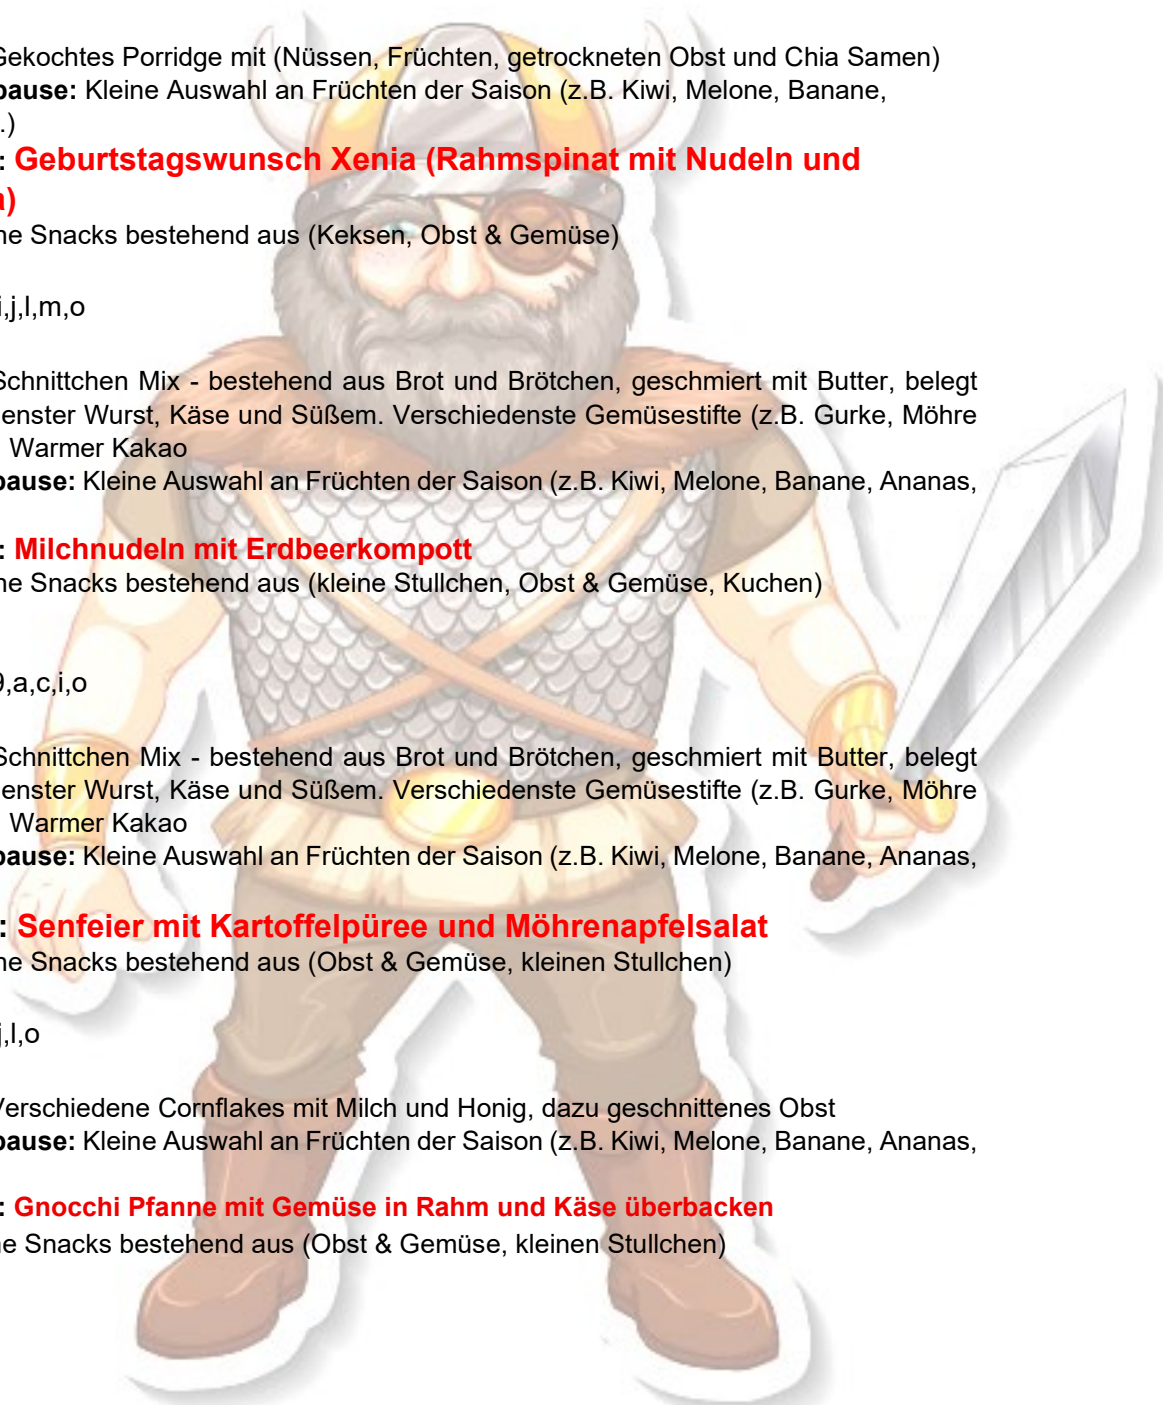 Gekochtes Porridge mit (Nüssen, Früchten, getrockneten Obst und Chia Samen)
pause: Kleine Auswahl an Früchten der Saison (z.B. Kiwi, Melone, Banane,
.)
: Geburtstagswunsch Xenia (Rahmspinat mit Nudeln und
)
ne Snacks bestehend aus (Keksen, Obst & Gemüse)
i,j,l,m,o
Schnittchen Mix - bestehend aus Brot und Brötchen, geschmiert mit Butter, belegt
enster Wurst, Käse und Süßem. Verschiedenste Gemüsestifte (z.B. Gurke, Möhre
Warmer Kakao
pause: Kleine Auswahl an Früchten der Saison (z.B. Kiwi, Melone, Banane, Ananas,
: Milchnudeln mit Erdbeerkompott
ne Snacks bestehend aus (kleine Stullchen, Obst & Gemüse, Kuchen)
9,a,c,i,o
Schnittchen Mix - bestehend aus Brot und Brötchen, geschmiert mit Butter, belegt
enster Wurst, Käse und Süßem. Verschiedenste Gemüsestifte (z.B. Gurke, Möhre
Warmer Kakao
pause: Kleine Auswahl an Früchten der Saison (z.B. Kiwi, Melone, Banane, Ananas,
: Senfeier mit Kartoffelpüree und Möhrenapfelsalat
ne Snacks bestehend aus (Obst & Gemüse, kleinen Stullchen)
j,l,o
Verschiedene Cornflakes mit Milch und Honig, dazu geschnittenes Obst
pause: Kleine Auswahl an Früchten der Saison (z.B. Kiwi, Melone, Banane, Ananas,
: Gnocchi Pfanne mit Gemüse in Rahm und Käse überbacken
ne Snacks bestehend aus (Obst & Gemüse, kleinen Stullchen)